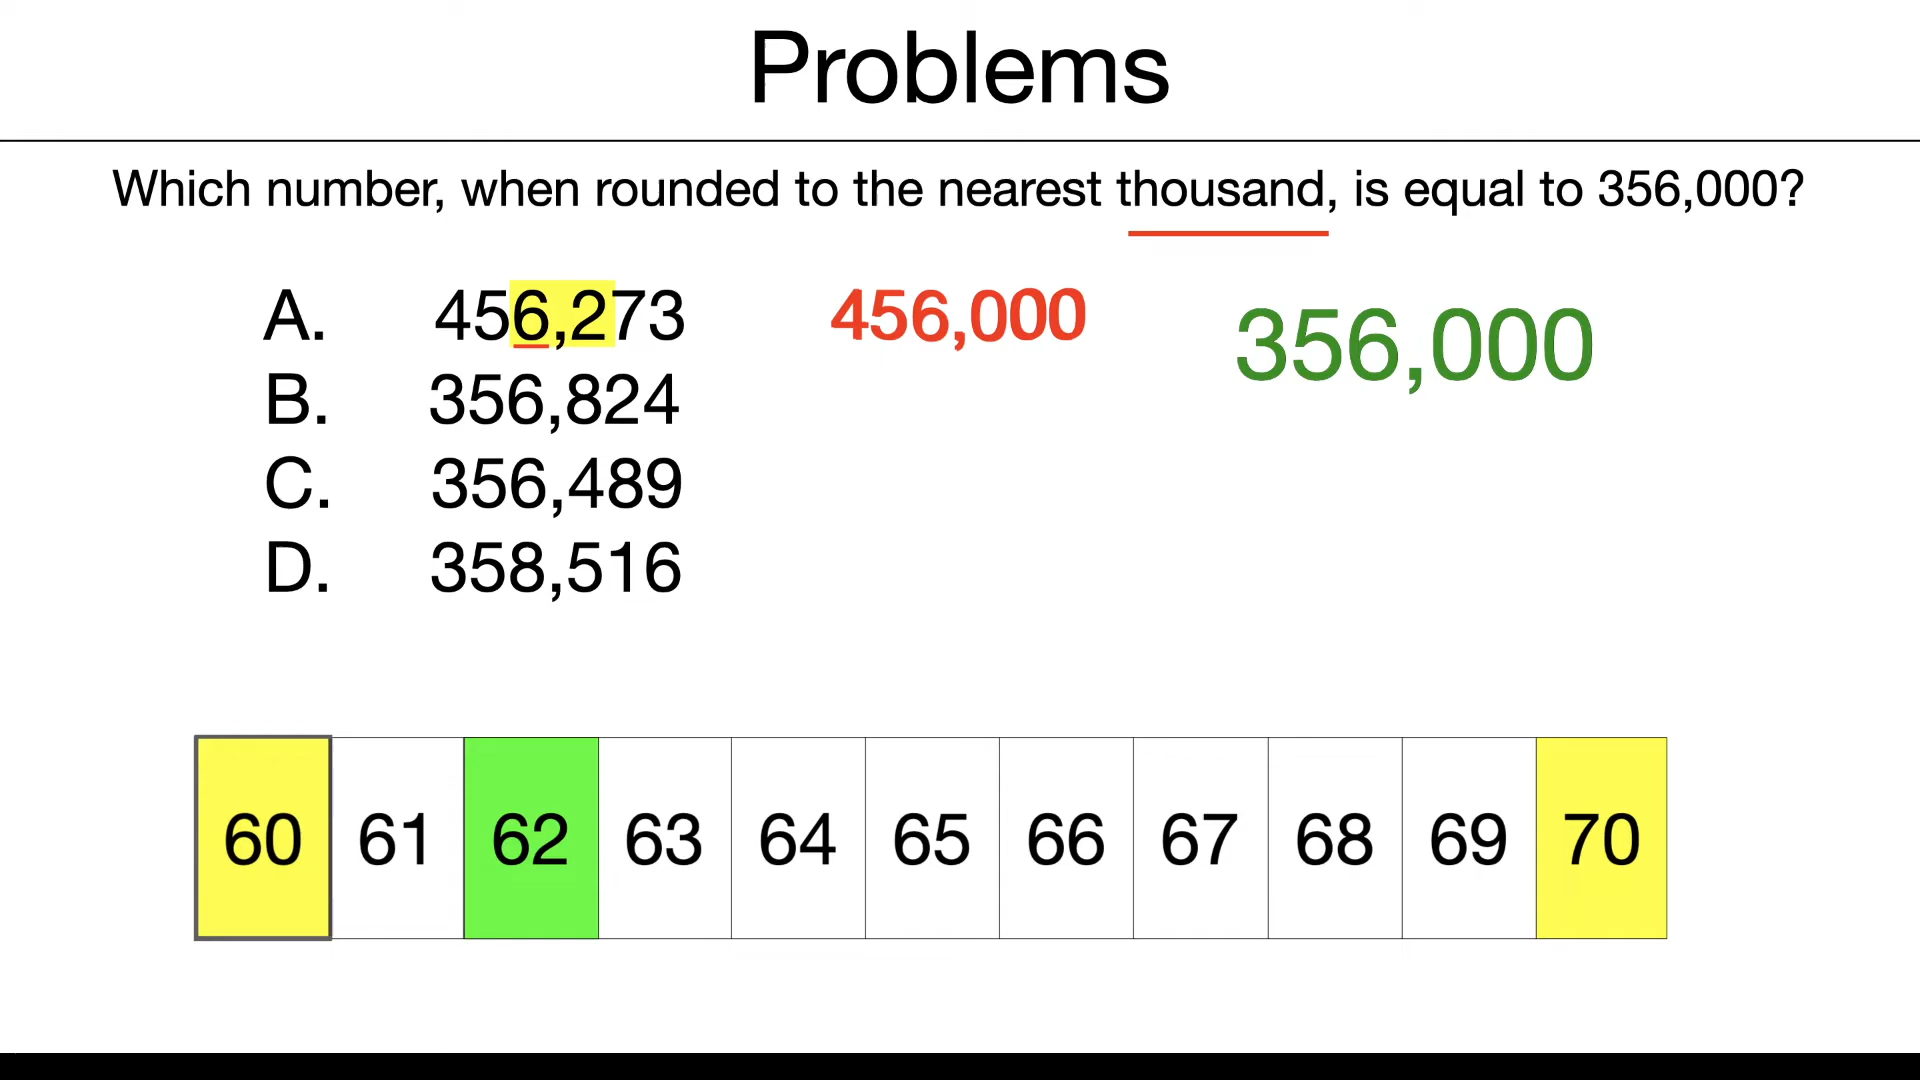 Problems
Which number, when rounded to the nearest thousand, is equal to 356,000?
A. 456,273 456,000 356,000
B. 356,824
C. 356,489
D. 358,516
60 61 62 63 64 65 66 67 68 69 70